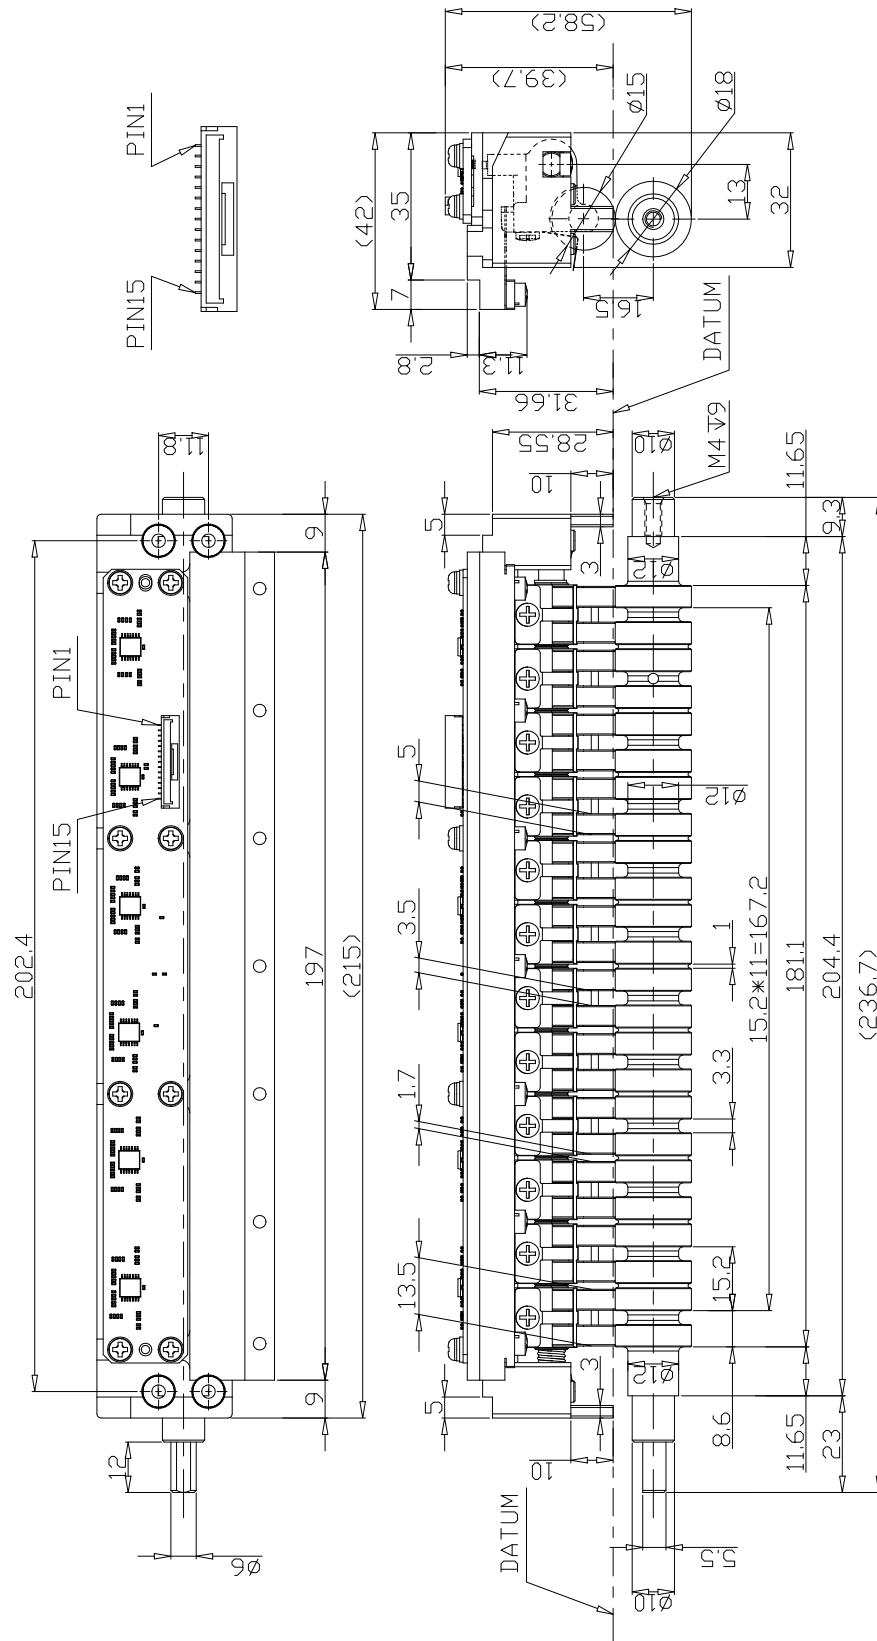 (58.2)
(39.7)
ø15
ø18
PIN1
PIN15
(42)
35
7
2.8
11.3
31.66
28.55
10
16.5
13
32
DATUM
M4↧9
ø10
11.65
9.3
11.8
9
5
3
ø12
202.4
PIN1
PIN15
197
(215)
5
3.5
1.7
13.5
ø12
1
15.2*11=167.2
181.1
204.4
(236.7)
3.3
15.2
9
5
3
ø12
8.6
11.65
23
12
ø6
10
DATUM
5.5
ø10